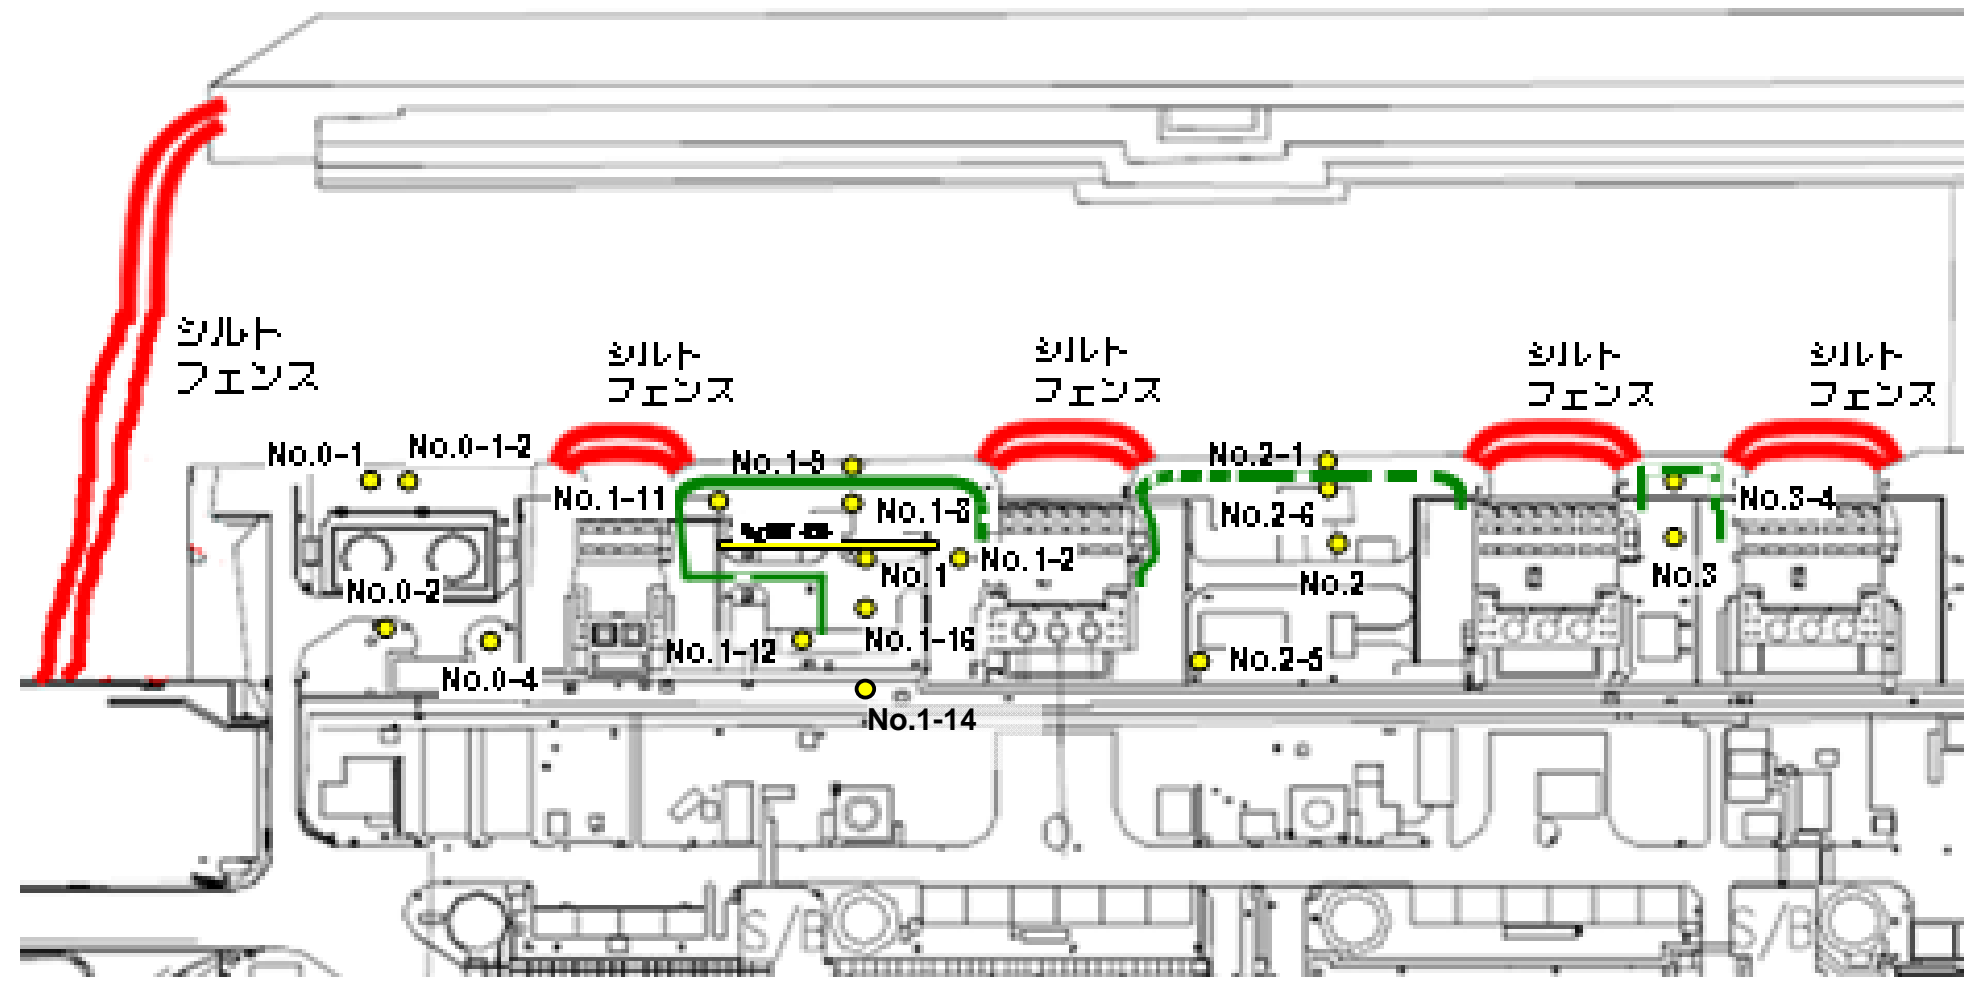 シルト
フェンス
シルト
フェンス
シルト
フェンス
シルト
フェンス
シルト
フェンス
No.0-1
No.0-1-2
No.1-9
No.2-1
No.1-11
No.1-8
No.2-6
No.3-4
No.1
No.1-2
No.2
No.3
No.0-2
No.1-12
No.1-16
No.2-5
No.0-4
No.1-14
S/B
S/B